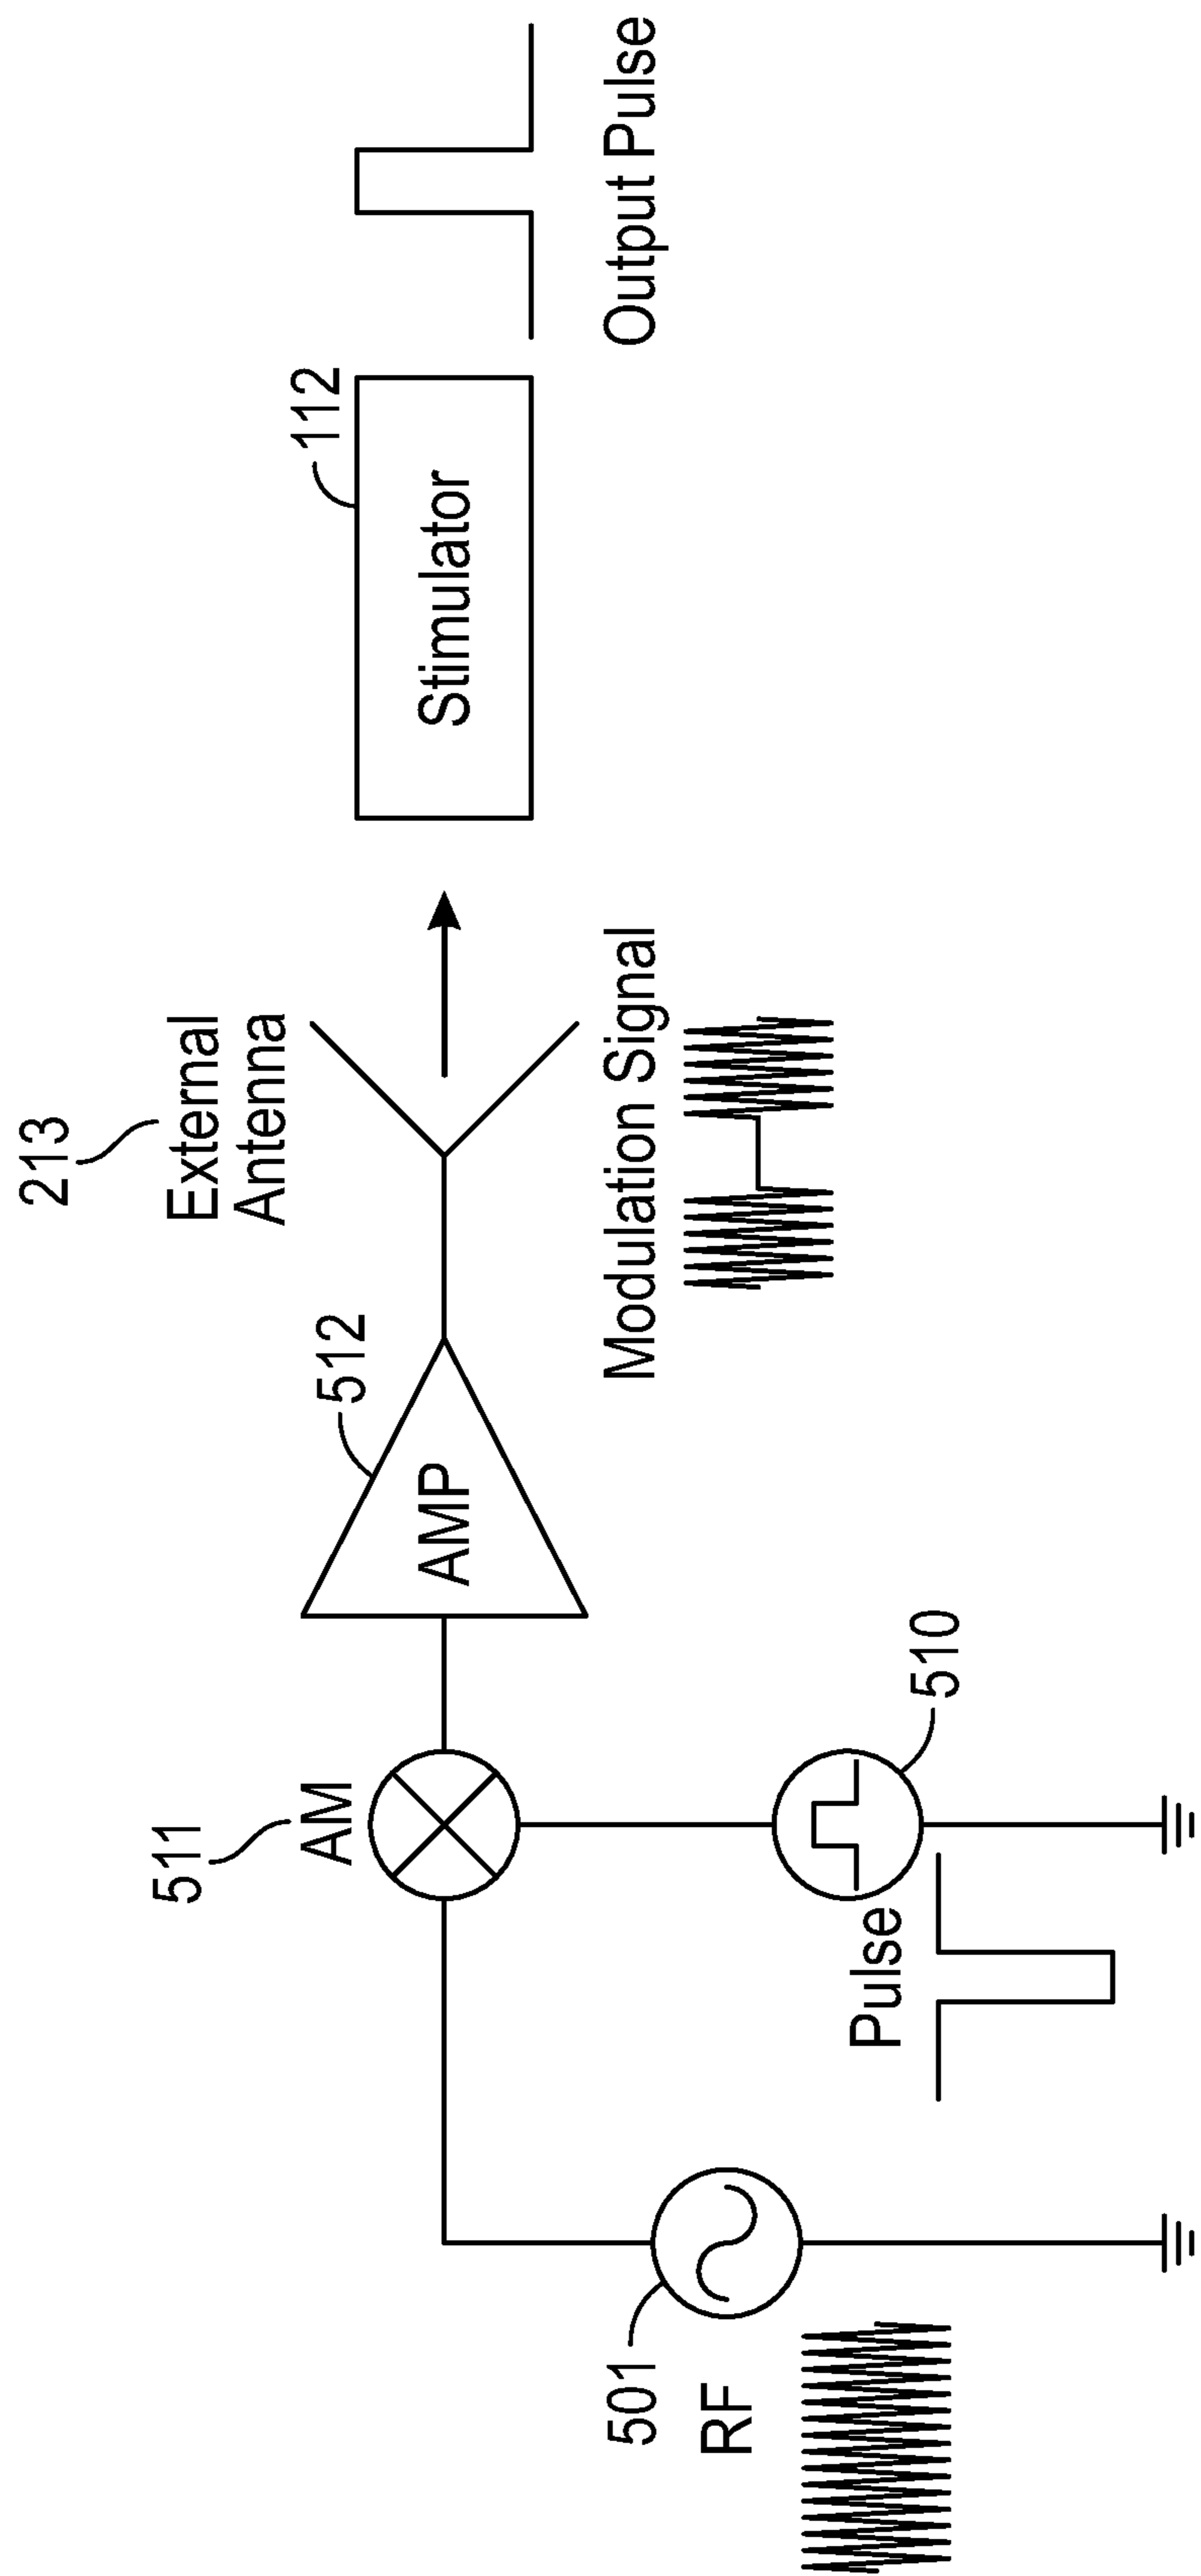 213
External
Antenna
511
AM
512
AMP
112
Stimulator
Output Pulse
Modulation Signal
501
RF
Pulse
510